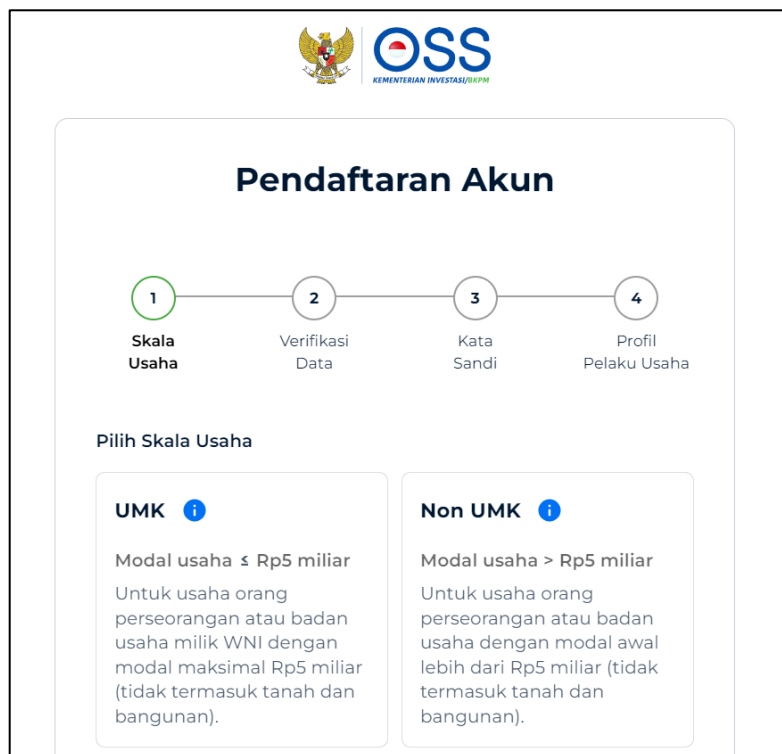 OSS
KEMENTERIAN INVESTASI/BKPM
Pendaftaran Akun
1
2
3
4
Skala
Usaha
Verifikasi
Data
Kata
Sandi
Profil
Pelaku Usaha
Pilih Skala Usaha
UMK i
Modal usaha ≤ Rp5 miliar
Untuk usaha orang
perseorangan atau badan
usaha milik WNI dengan
modal maksimal Rp5 miliar
(tidak termasuk tanah dan
bangunan).
Non UMK i
Modal usaha > Rp5 miliar
Untuk usaha orang
perseorangan atau badan
usaha dengan modal awal
lebih dari Rp5 miliar (tidak
termasuk tanah dan
bangunan).